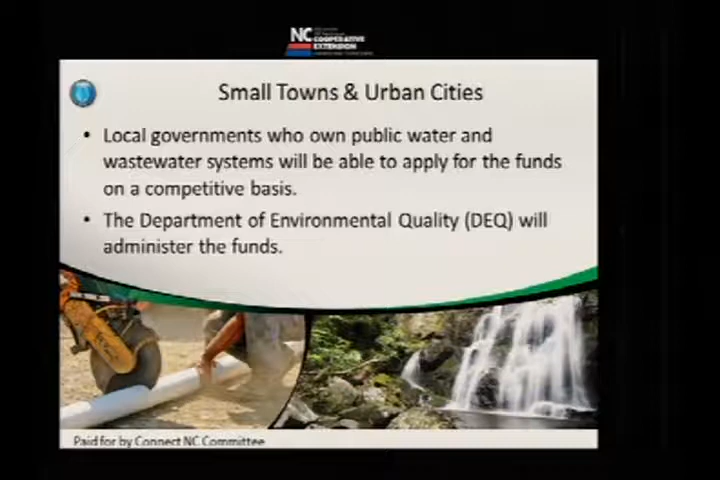 NC
COOPERATIVE
EXTENSION
Small Towns & Urban Cities
• Local governments who own public water and
wastewater systems will be able to apply for the funds
on a competitive basis.
• The Department of Environmental Quality (DEQ) will
administer the funds.
Paid for by Connect NC Committee